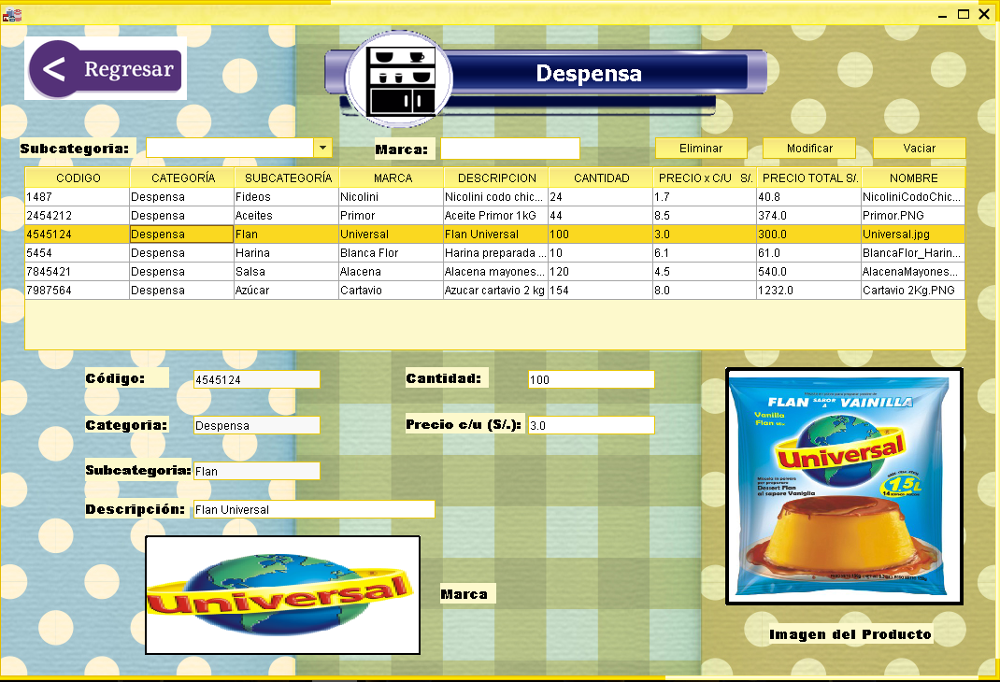 Regresar
Despensa
Subcategoria:
Marca:
Eliminar
Modificar
Vaciar
CODIGO CATEGORÍA SUBCATEGORÍA MARCA DESCRIPCION CANTIDAD PRECIO x C/U S/. PRECIO TOTAL S/. NOMBRE
1487 Despensa Fideos Nicolini Nicolini codo chic... 24 1.7 40.8 NicoliniCodoChic...
2454212 Despensa Aceites Primor Aceite Primor 1kG 44 8.5 374.0 Primor.PNG
4545124 Despensa Flan Universal Flan Universal 100 3.0 300.0 Universal.jpg
5454 Despensa Harina Blanca Flor Harina preparada ... 10 6.1 61.0 BlancaFlor_Harin...
7845421 Despensa Salsa Alacena Alacena mayones... 120 4.5 540.0 AlacenaMayones...
7987564 Despensa Azúcar Cartavio Azucar cartavio 2 kg 154 8.0 1232.0 Cartavio 2Kg.PNG
Código: 4545124
Cantidad: 100
Categoria: Despensa
Precio c/u (S/.): 3.0
Subcategoria: Flan
Descripción: Flan Universal
Universal
Marca
FLAN SABOR A VAINILLA
Vanilla
Flan
Universal
Mezcla en polvo
para preparar
Dessert Flan
al sapore Vaniglia
1.5L
Imagen del Producto